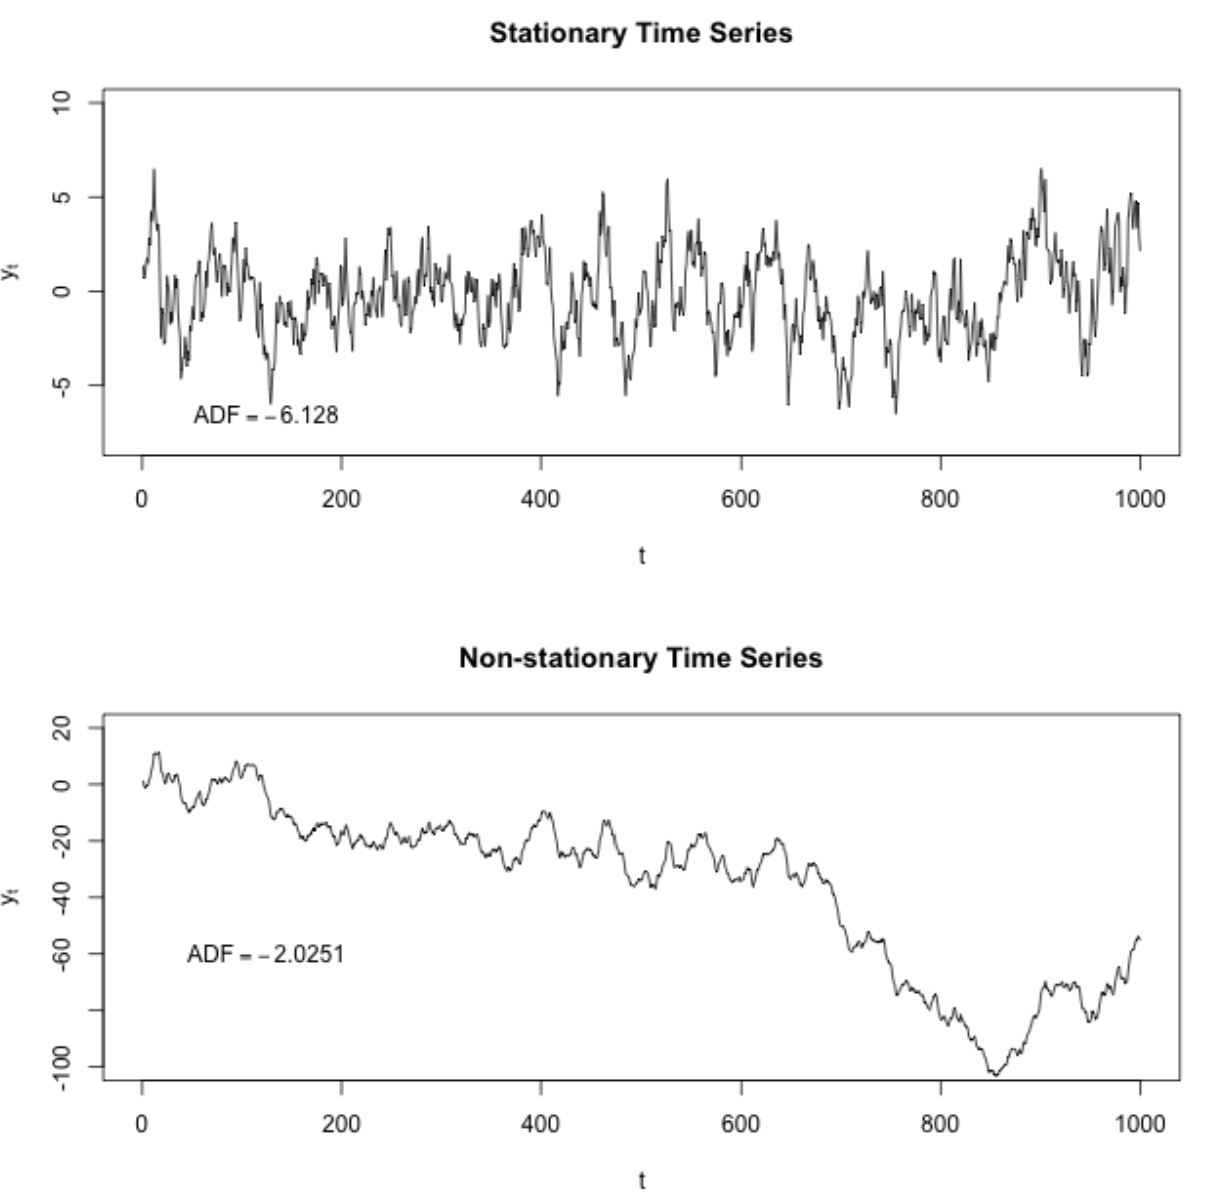 Stationary Time Series
10
5
0
-5
yt
ADF = −6.128
0 200 400 600 800 1000
t
Non-stationary Time Series
20
0
-20
-40
-60
-100
yt
ADF = −2.0251
0 200 400 600 800 1000
t